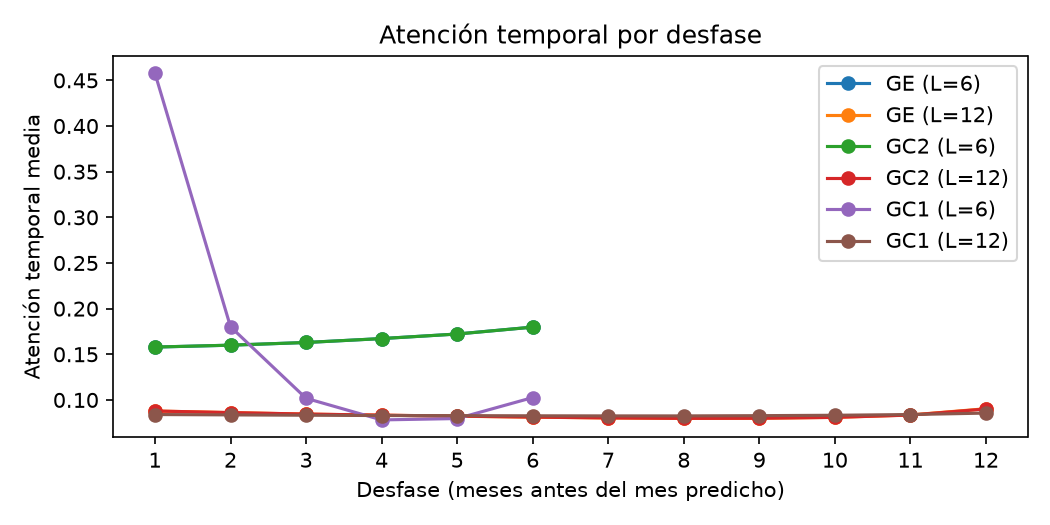 Atención temporal por desfase
Atención temporal media
0.45
0.40
0.35
0.30
0.25
0.20
0.15
0.10
GE (L=6)
GE (L=12)
GC2 (L=6)
GC2 (L=12)
GC1 (L=6)
GC1 (L=12)
1 2 3 4 5 6 7 8 9 10 11 12
Desfase (meses antes del mes predicho)